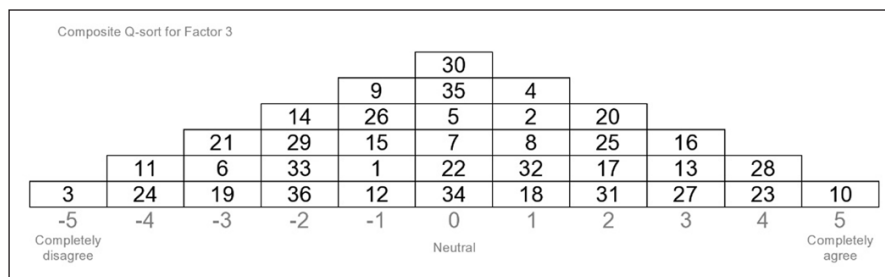 Composite Q-sort for Factor 3
30
9 35 4
14 26 5 2 20
21 29 15 7 8 25 16
11 6 33 1 22 32 17 13 28
3 24 19 36 12 34 18 31 27 23 10
-5 -4 -3 -2 -1 0 1 2 3 4 5
Completely Neutral Completely
disagree agree